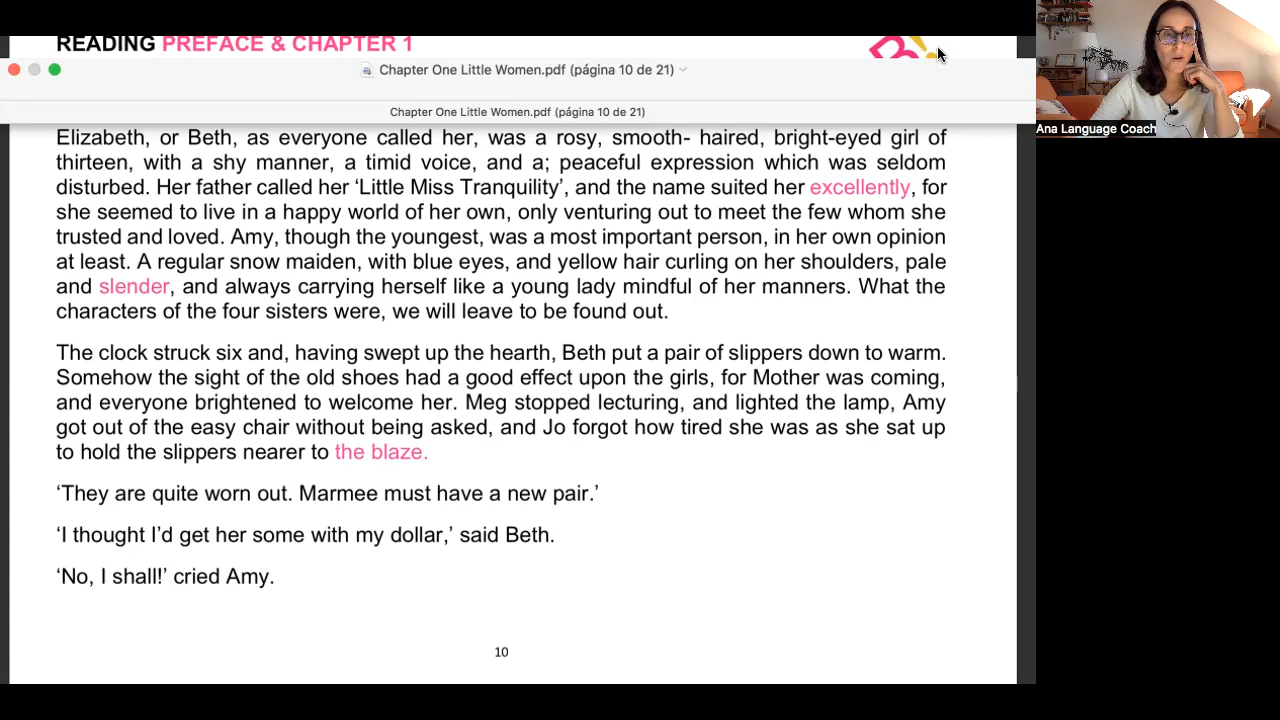 READING PREFACE & CHAPTER 1
Chapter One Little Women.pdf (página 10 de 21)
Chapter One Little Women.pdf (página 10 de 21)
Ana Language Coach
Elizabeth, or Beth, as everyone called her, was a rosy, smooth- haired, bright-eyed girl of
thirteen, with a shy manner, a timid voice, and a; peaceful expression which was seldom
disturbed. Her father called her ‘Little Miss Tranquility’, and the name suited her excellently, for
she seemed to live in a happy world of her own, only venturing out to meet the few whom she
trusted and loved. Amy, though the youngest, was a most important person, in her own opinion
at least. A regular snow maiden, with blue eyes, and yellow hair curling on her shoulders, pale
and slender, and always carrying herself like a young lady mindful of her manners. What the
characters of the four sisters were, we will leave to be found out.
The clock struck six and, having swept up the hearth, Beth put a pair of slippers down to warm.
Somehow the sight of the old shoes had a good effect upon the girls, for Mother was coming,
and everyone brightened to welcome her. Meg stopped lecturing, and lighted the lamp, Amy
got out of the easy chair without being asked, and Jo forgot how tired she was as she sat up
to hold the slippers nearer to the blaze.
‘They are quite worn out. Marmee must have a new pair.’
‘I thought I’d get her some with my dollar,’ said Beth.
‘No, I shall!’ cried Amy.
10